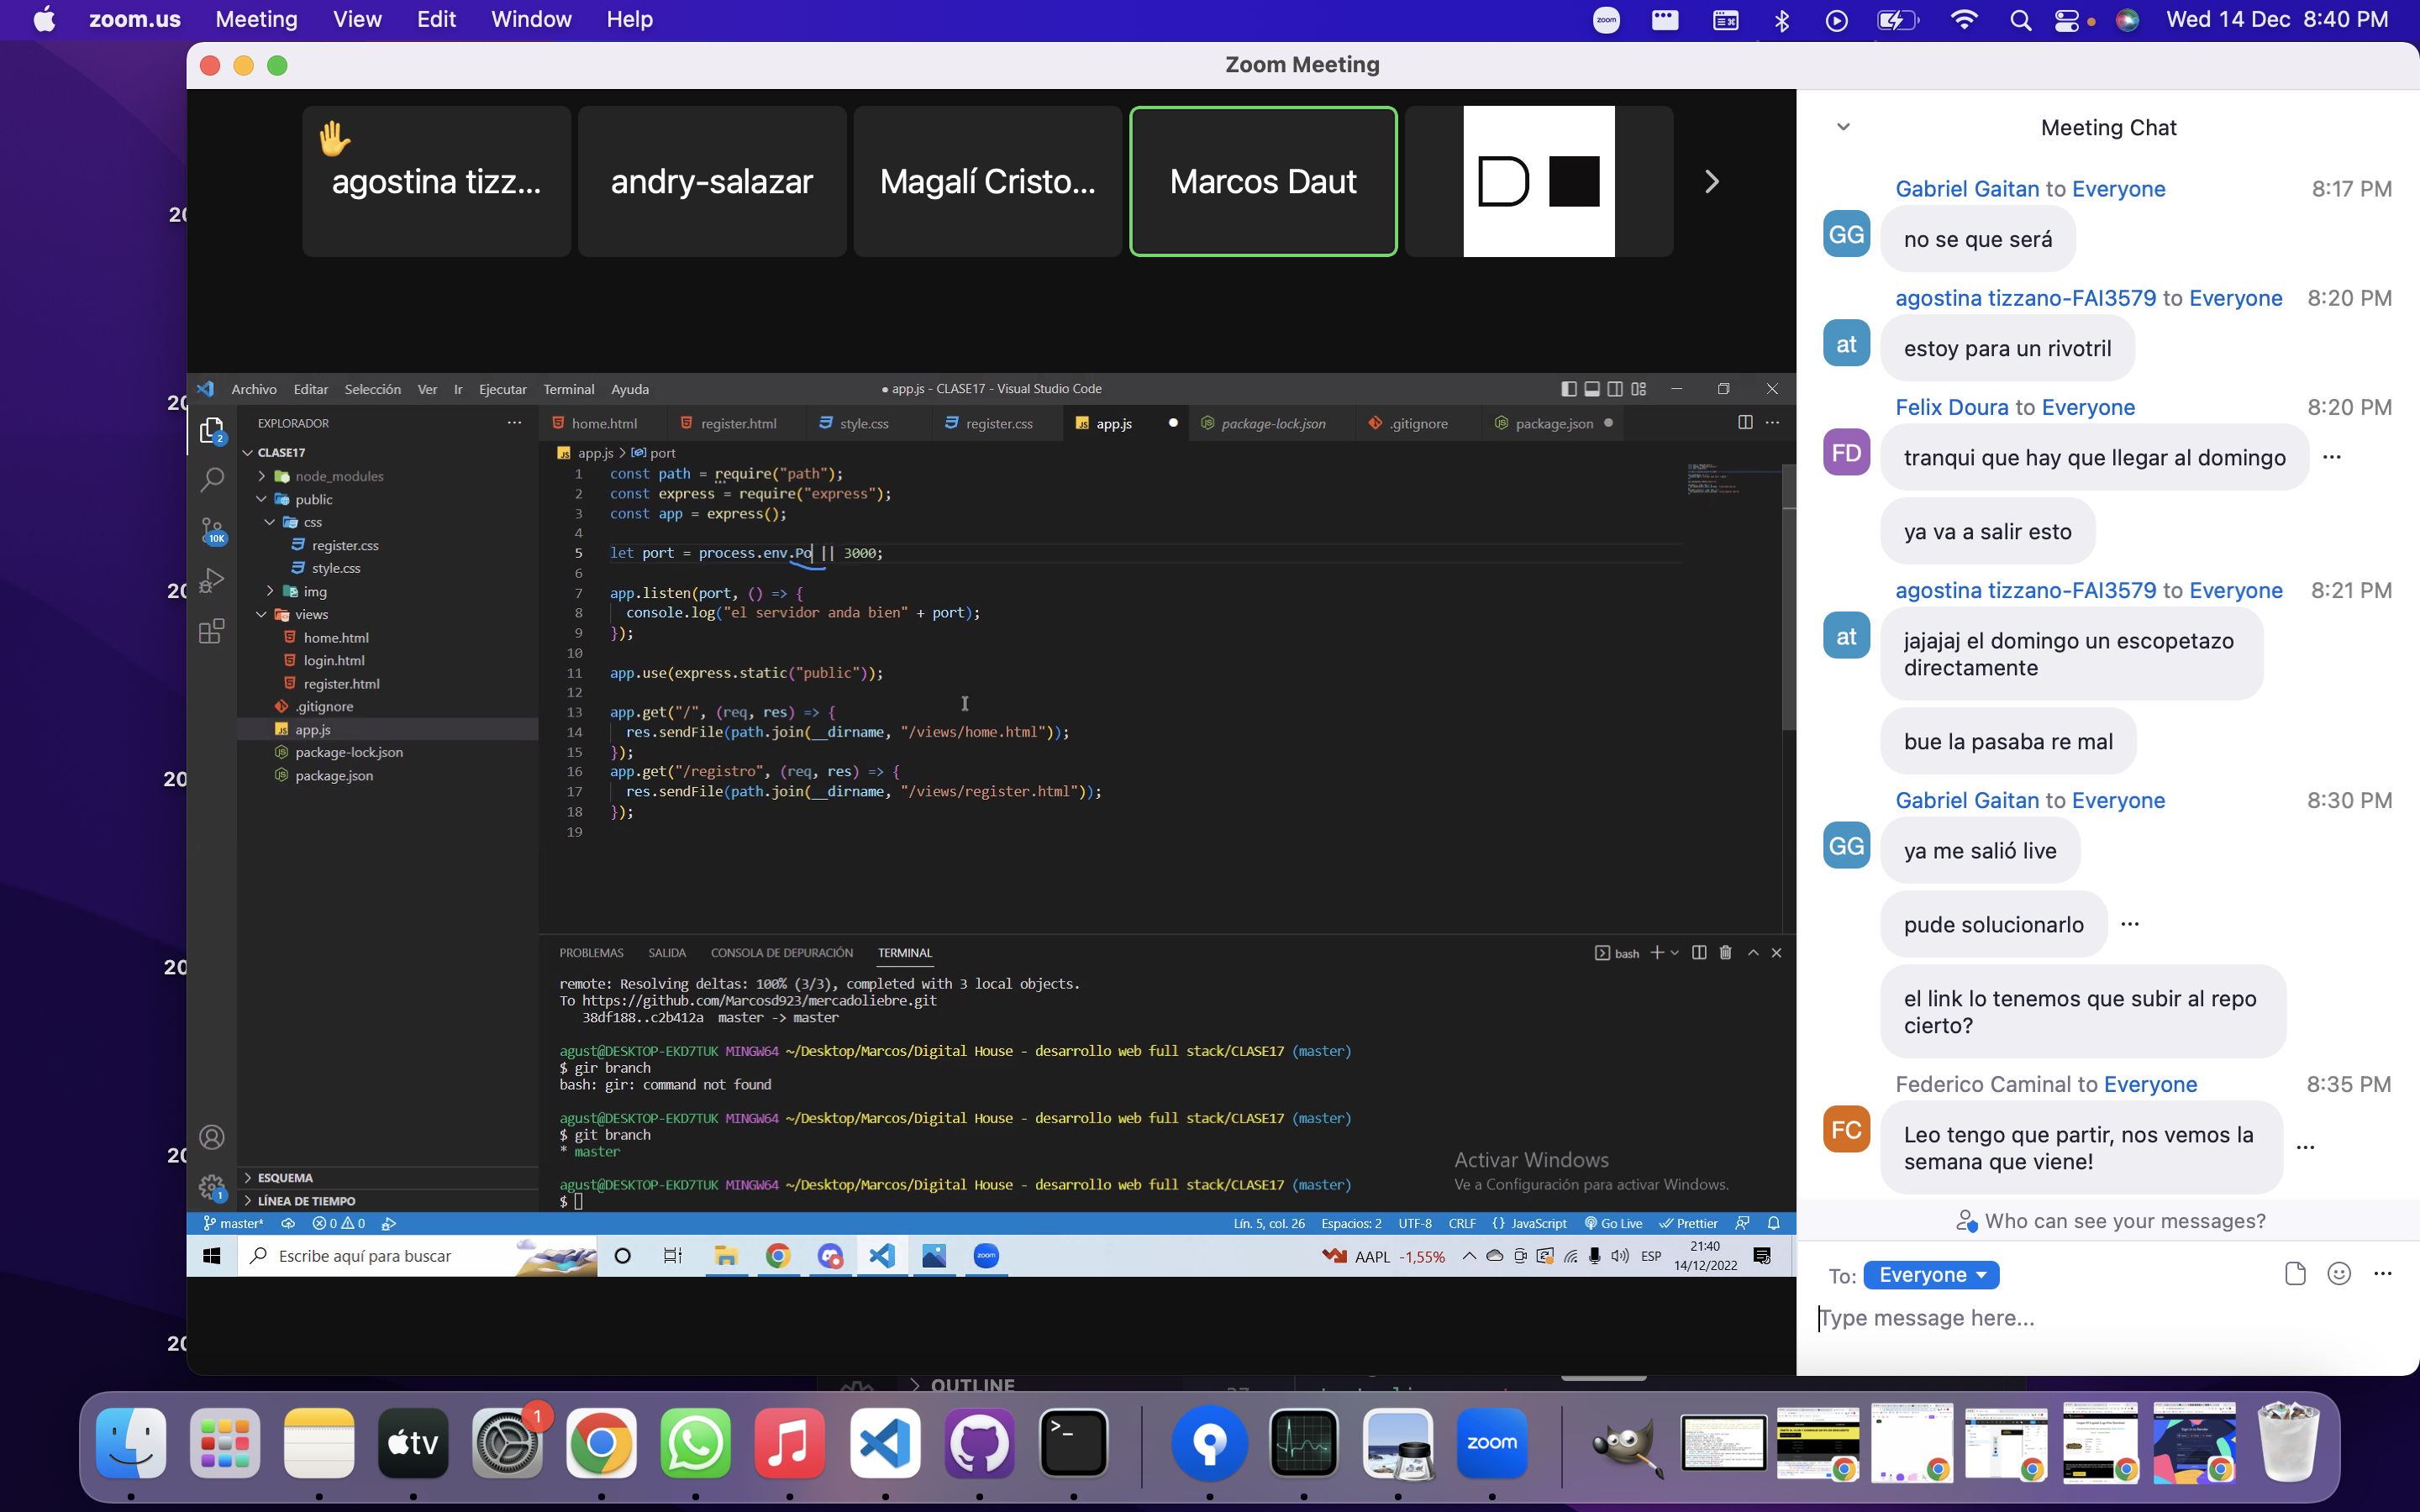 zoom.us Meeting View Edit Window Help
zoom
Wed 14 Dec 8:40 PM
Zoom Meeting
agostina tizz...
andry-salazar
Magalí Cristo...
Marcos Daut
Archivo Editar Selección Ver Ir Ejecutar Terminal Ayuda
● app.js - CLASE17 - Visual Studio Code
EXPLORADOR
2
10K
CLASE17
node_modules
public
css
register.css
style.css
img
views
home.html
login.html
register.html
.gitignore
app.js
package-lock.json
package.json
ESQUEMA
LÍNEA DE TIEMPO
1
home.html register.html style.css register.css app.js package-lock.json .gitignore package.json
app.js > port
1 const path = require("path");
2 const express = require("express");
3 const app = express();
4
5 let port = process.env.Po || 3000;
6
7 app.listen(port, () => {
8 console.log("el servidor anda bien" + port);
9 });
10
11 app.use(express.static("public"));
12
13 app.get("/", (req, res) => {
14 res.sendFile(path.join(__dirname, "/views/home.html"));
15 });
16 app.get("/registro", (req, res) => {
17 res.sendFile(path.join(__dirname, "/views/register.html"));
18 });
19
PROBLEMAS SALIDA CONSOLA DE DEPURACIÓN TERMINAL
bash
remote: Resolving deltas: 100% (3/3), completed with 3 local objects.
To https://github.com/Marcosd923/mercadoliebre.git
38df188..c2b412a master -> master
agust@DESKTOP-EKD7TUK MINGW64 ~/Desktop/Marcos/Digital House - desarrollo web full stack/CLASE17 (master)
$ gir branch
bash: gir: command not found
agust@DESKTOP-EKD7TUK MINGW64 ~/Desktop/Marcos/Digital House - desarrollo web full stack/CLASE17 (master)
$ git branch
* master
agust@DESKTOP-EKD7TUK MINGW64 ~/Desktop/Marcos/Digital House - desarrollo web full stack/CLASE17 (master)
$
Activar Windows
Ve a Configuración para activar Windows.
master* 0 0
Lín. 5, col. 26 Espacios: 2 UTF-8 CRLF {} JavaScript Go Live Prettier
Escribe aquí para buscar
zoom
AAPL -1,55%
ESP
21:40
14/12/2022
Meeting Chat
Gabriel Gaitan to Everyone 8:17 PM
GG
no se que será
agostina tizzano-FAI3579 to Everyone 8:20 PM
at
estoy para un rivotril
Felix Doura to Everyone 8:20 PM
FD
tranqui que hay que llegar al domingo
ya va a salir esto
agostina tizzano-FAI3579 to Everyone 8:21 PM
at
jajajaj el domingo un escopetazo
directamente
bue la pasaba re mal
Gabriel Gaitan to Everyone 8:30 PM
GG
ya me salió live
pude solucionarlo
el link lo tenemos que subir al repo
cierto?
Federico Caminal to Everyone 8:35 PM
FC
Leo tengo que partir, nos vemos la
semana que viene!
Who can see your messages?
To: Everyone
Type message here...
OUTLINE
tv
1
zoom